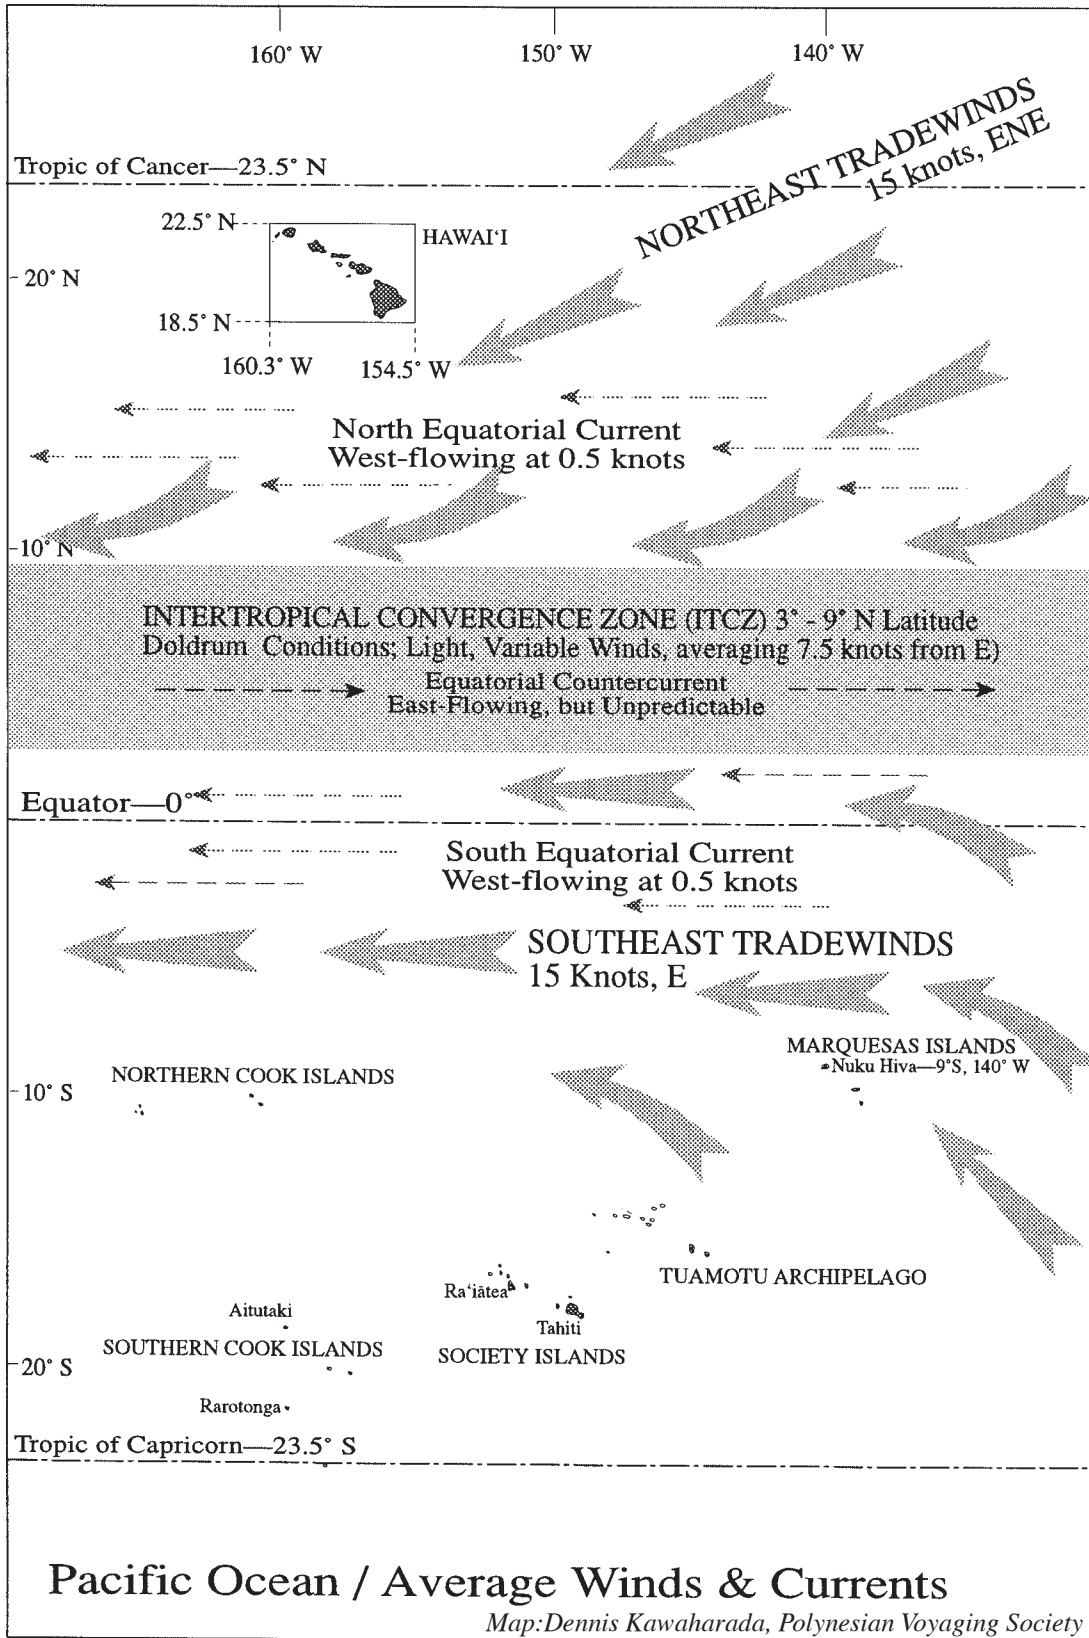 160° W
150° W
140° W
NORTHEAST TRADEWINDS
15 knots, ENE
Tropic of Cancer—23.5° N
22.5° N
HAWAI‘I
20° N
18.5° N
160.3° W
154.5° W
North Equatorial Current
West-flowing at 0.5 knots
10° N
INTERTROPICAL CONVERGENCE ZONE (ITCZ) 3° - 9° N Latitude
Doldrum Conditions; Light, Variable Winds, averaging 7.5 knots from E)
Equatorial Countercurrent
East-Flowing, but Unpredictable
Equator—0°
South Equatorial Current
West-flowing at 0.5 knots
SOUTHEAST TRADEWINDS
15 Knots, E
MARQUESAS ISLANDS
Nuku Hiva—9°S, 140° W
NORTHERN COOK ISLANDS
10° S
TUAMOTU ARCHIPELAGO
Ra‘iātea
Aitutaki
Tahiti
SOUTHERN COOK ISLANDS
SOCIETY ISLANDS
20° S
Rarotonga
Tropic of Capricorn—23.5° S
Pacific Ocean / Average Winds & Currents
Map:Dennis Kawaharada, Polynesian Voyaging Society